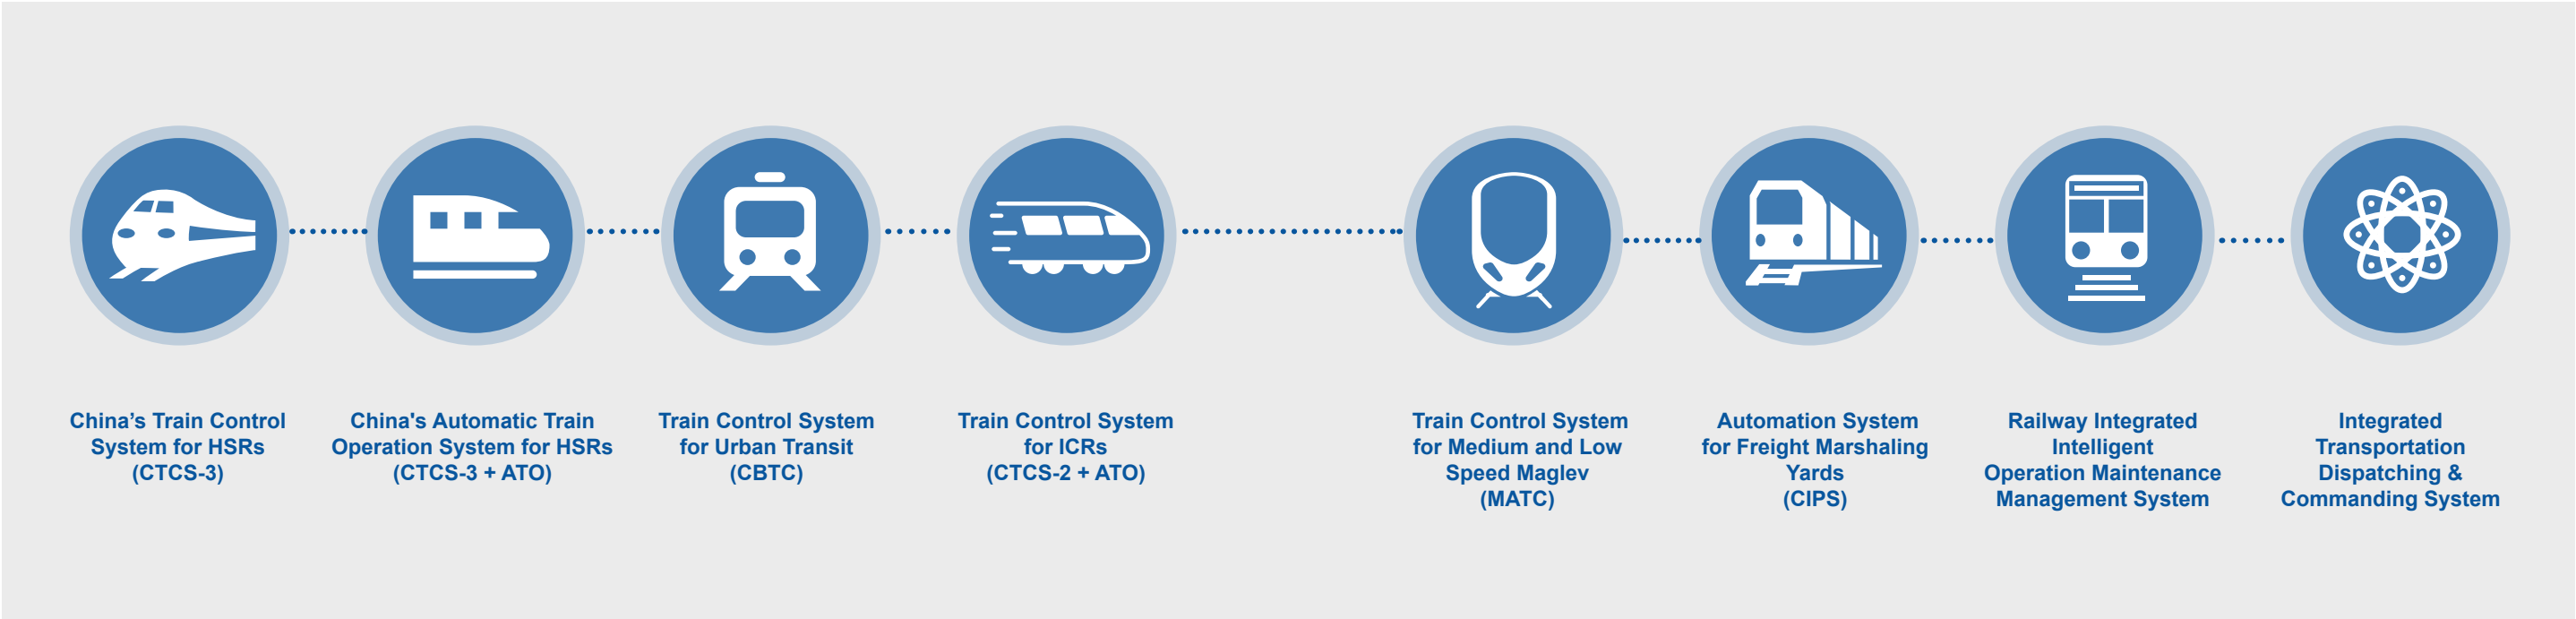 China’s Train Control
System for HSRs
(CTCS-3)
China's Automatic Train
Operation System for HSRs
(CTCS-3 + ATO)
Train Control System
for Urban Transit
(CBTC)
Train Control System
for ICRs
(CTCS-2 + ATO)
Train Control System
for Medium and Low
Speed Maglev
(MATC)
Automation System
for Freight Marshaling
Yards
(CIPS)
Railway Integrated
Intelligent
Operation Maintenance
Management System
Integrated
Transportation
Dispatching &
Commanding System